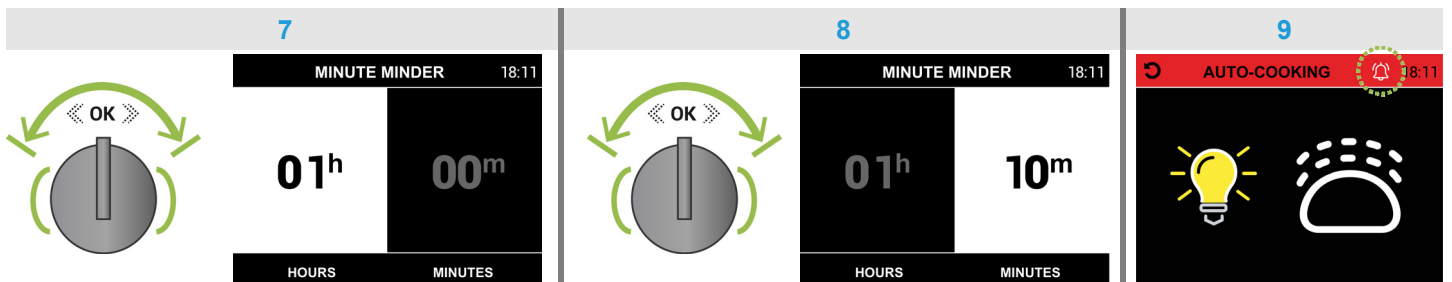 7
OK
MINUTE MINDER 18:11
01h 00m
HOURS MINUTES
8
OK
MINUTE MINDER 18:11
01h 10m
HOURS MINUTES
9
AUTO-COOKING 18:11